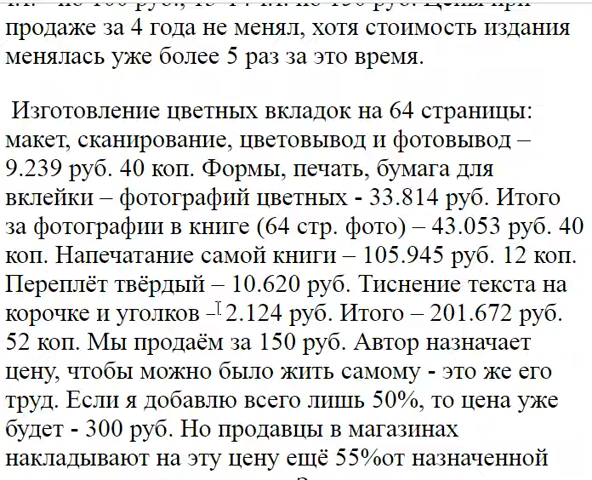 продаже за 4 года не менял, хотя стоимость издания
менялась уже более 5 раз за это время.
Изготовление цветных вкладок на 64 страницы:
макет, сканирование, цветовывод и фотовывод –
9.239 руб. 40 коп. Формы, печать, бумага для
вклейки – фотографий цветных - 33.814 руб. Итого
за фотографии в книге (64 стр. фото) – 43.053 руб. 40
коп. Напечатание самой книги – 105.945 руб. 12 коп.
Переплёт твёрдый – 10.620 руб. Тиснение текста на
корочке и уголков – 2.124 руб. Итого – 201.672 руб.
52 коп. Мы продаём за 150 руб. Автор назначает
цену, чтобы можно было жить самому - это же его
труд. Если я добавлю всего лишь 50%, то цена уже
будет - 300 руб. Но продавцы в магазинах
накладывают на эту цену ещё 55%от назначенной